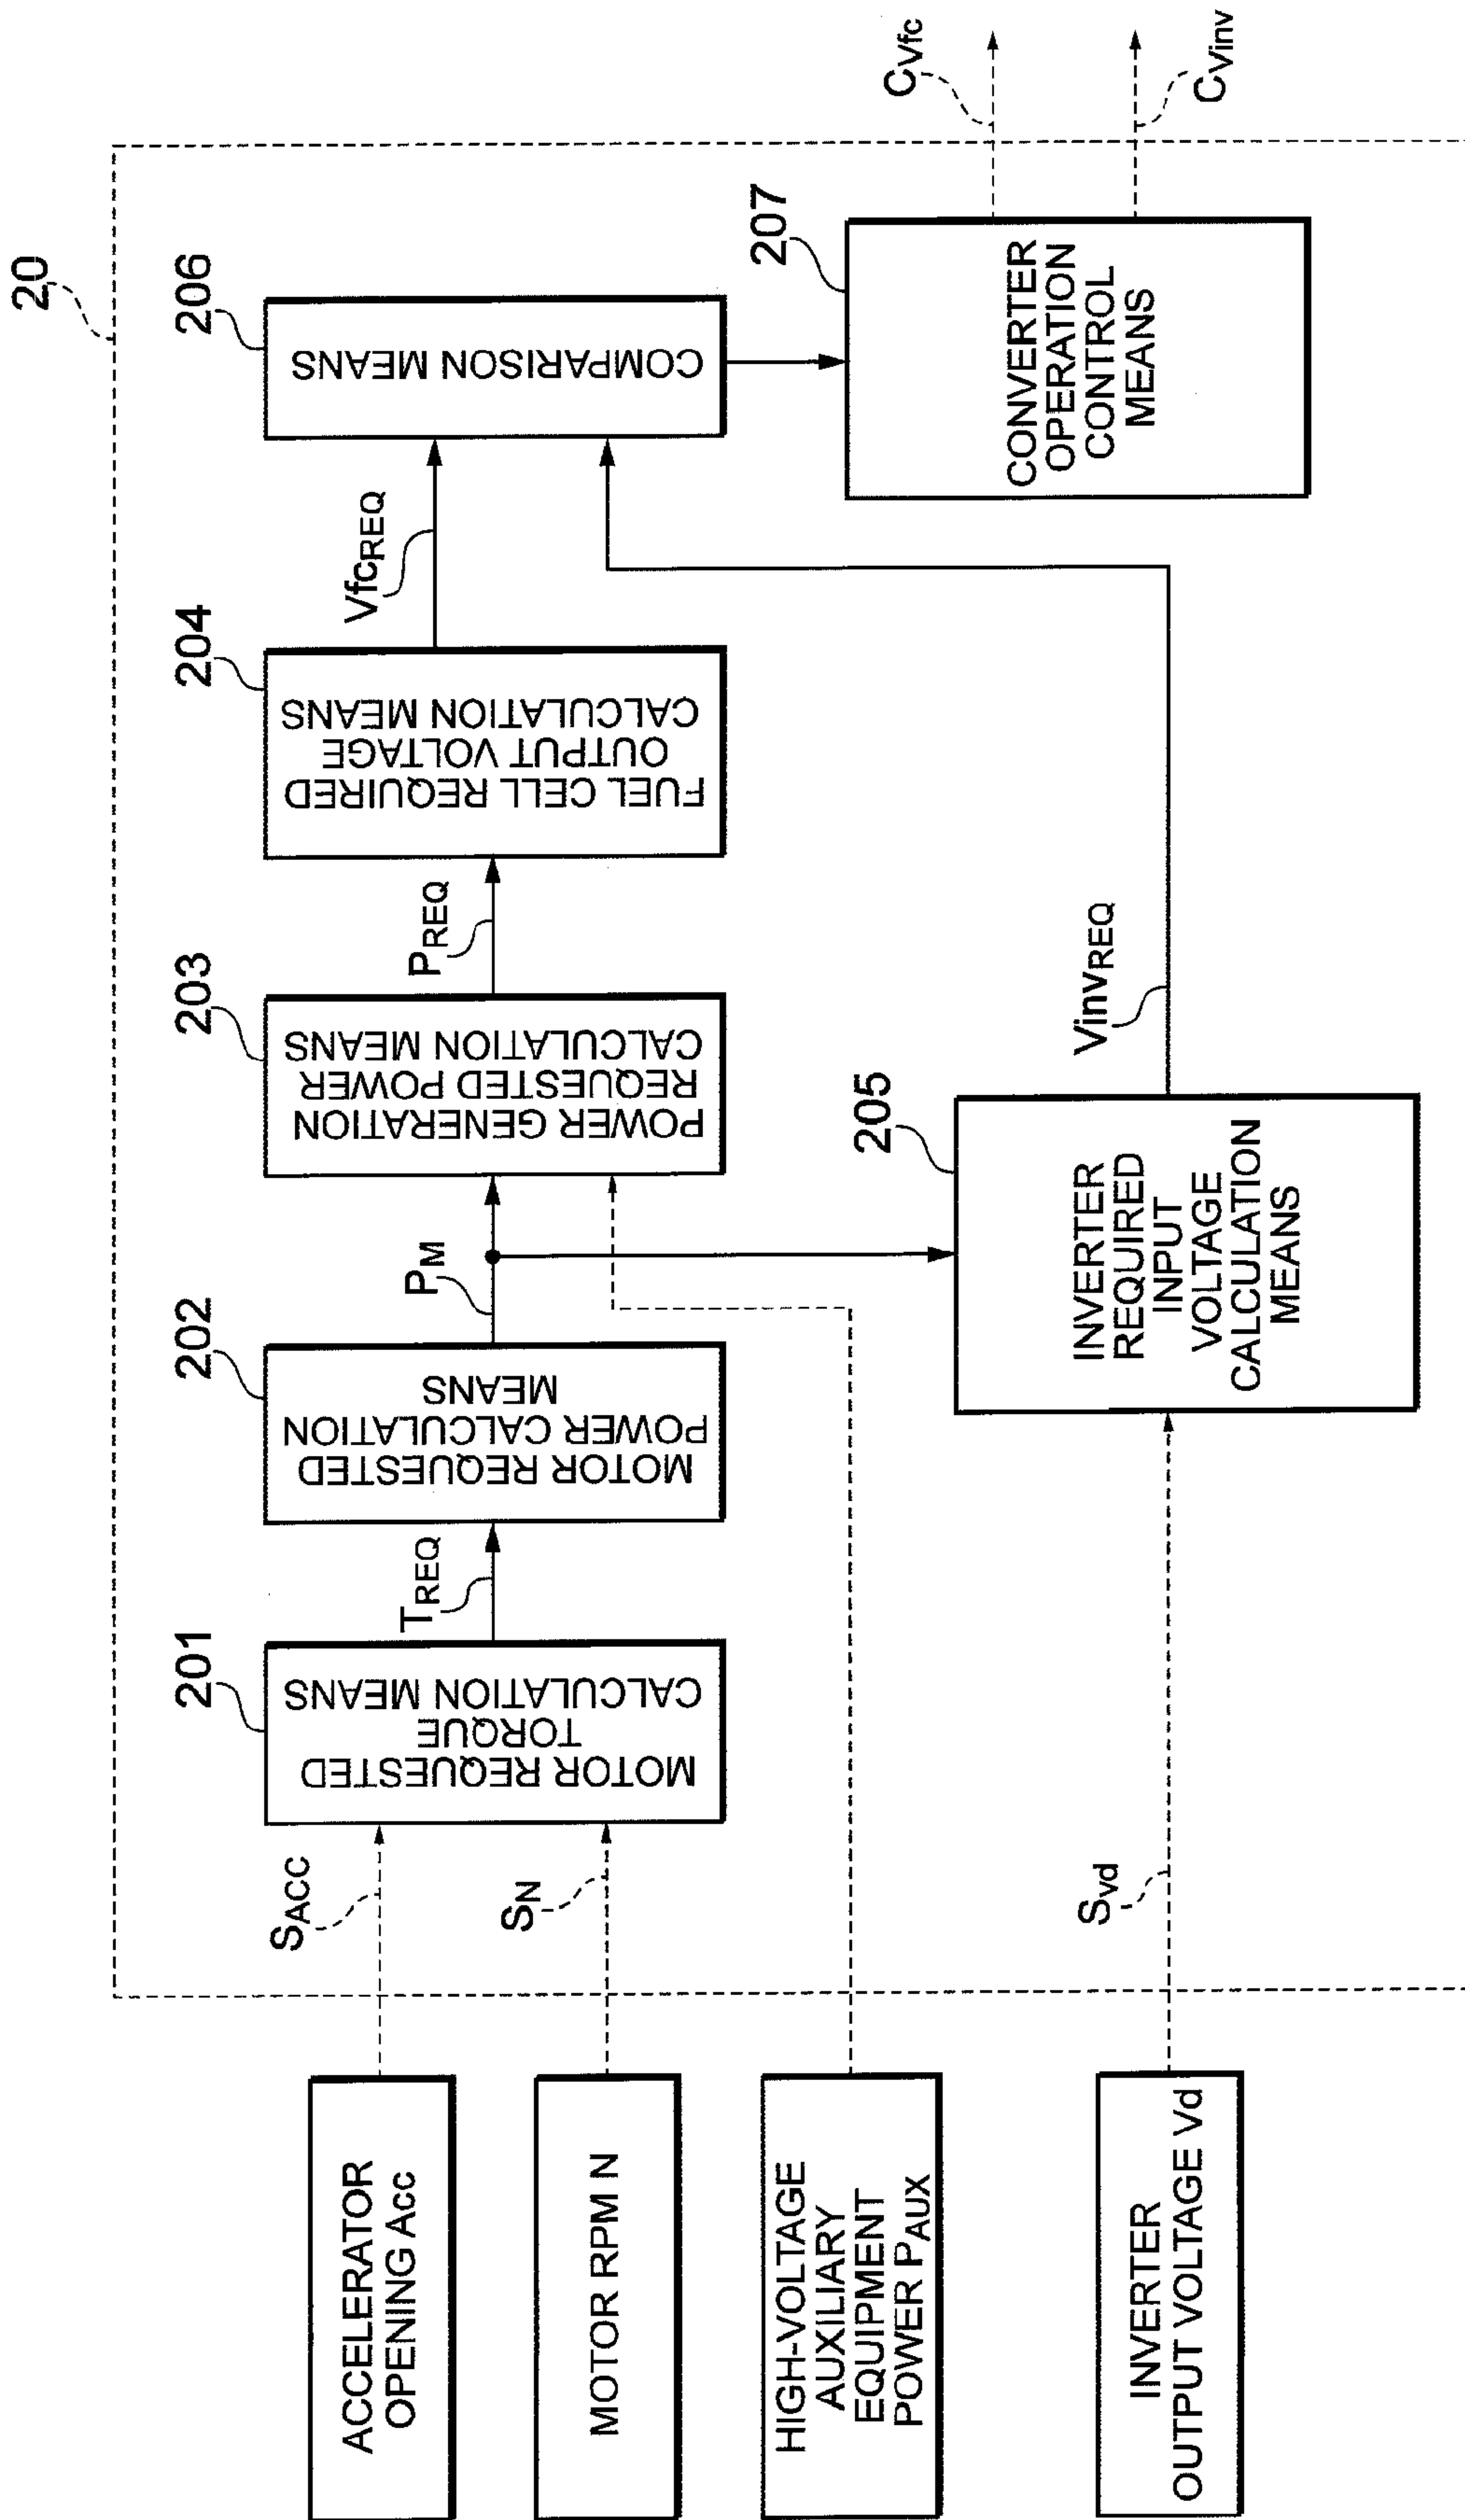 20
ACCELERATOR
OPENING Acc
MOTOR RPM N
HIGH-VOLTAGE
AUXILIARY
EQUIPMENT
POWER PAUX
INVERTER
OUTPUT VOLTAGE Vd
SACC
SN
Svd
201
MOTOR REQUESTED
TORQUE
CALCULATION MEANS
TREQ
202
MOTOR REQUESTED
POWER CALCULATION
MEANS
PM
203
POWER GENERATION
REQUESTED POWER
CALCULATION MEANS
PREQ
204
FUEL CELL REQUIRED
OUTPUT VOLTAGE
CALCULATION MEANS
VfcREQ
205
INVERTER
REQUIRED
INPUT
VOLTAGE
CALCULATION
MEANS
VinvREQ
206
COMPARISON MEANS
207
CONVERTER
OPERATION
CONTROL
MEANS
CVfc
CVinv